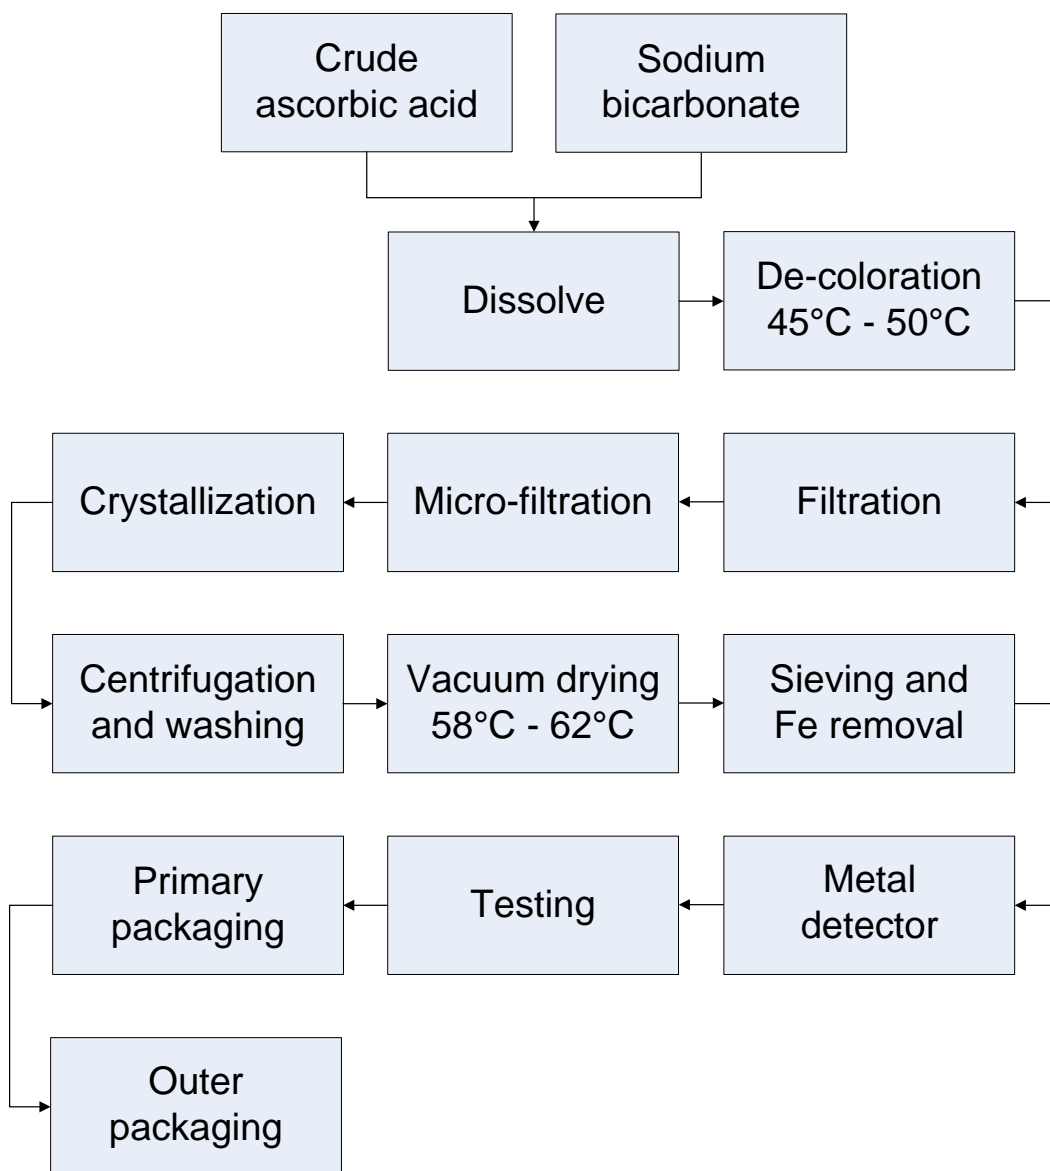 Crude
ascorbic acid
Sodium
bicarbonate
Dissolve
De-coloration
45°C - 50°C
Filtration
Micro-filtration
Crystallization
Centrifugation
and washing
Vacuum drying
58°C - 62°C
Sieving and
Fe removal
Metal
detector
Testing
Primary
packaging
Outer
packaging